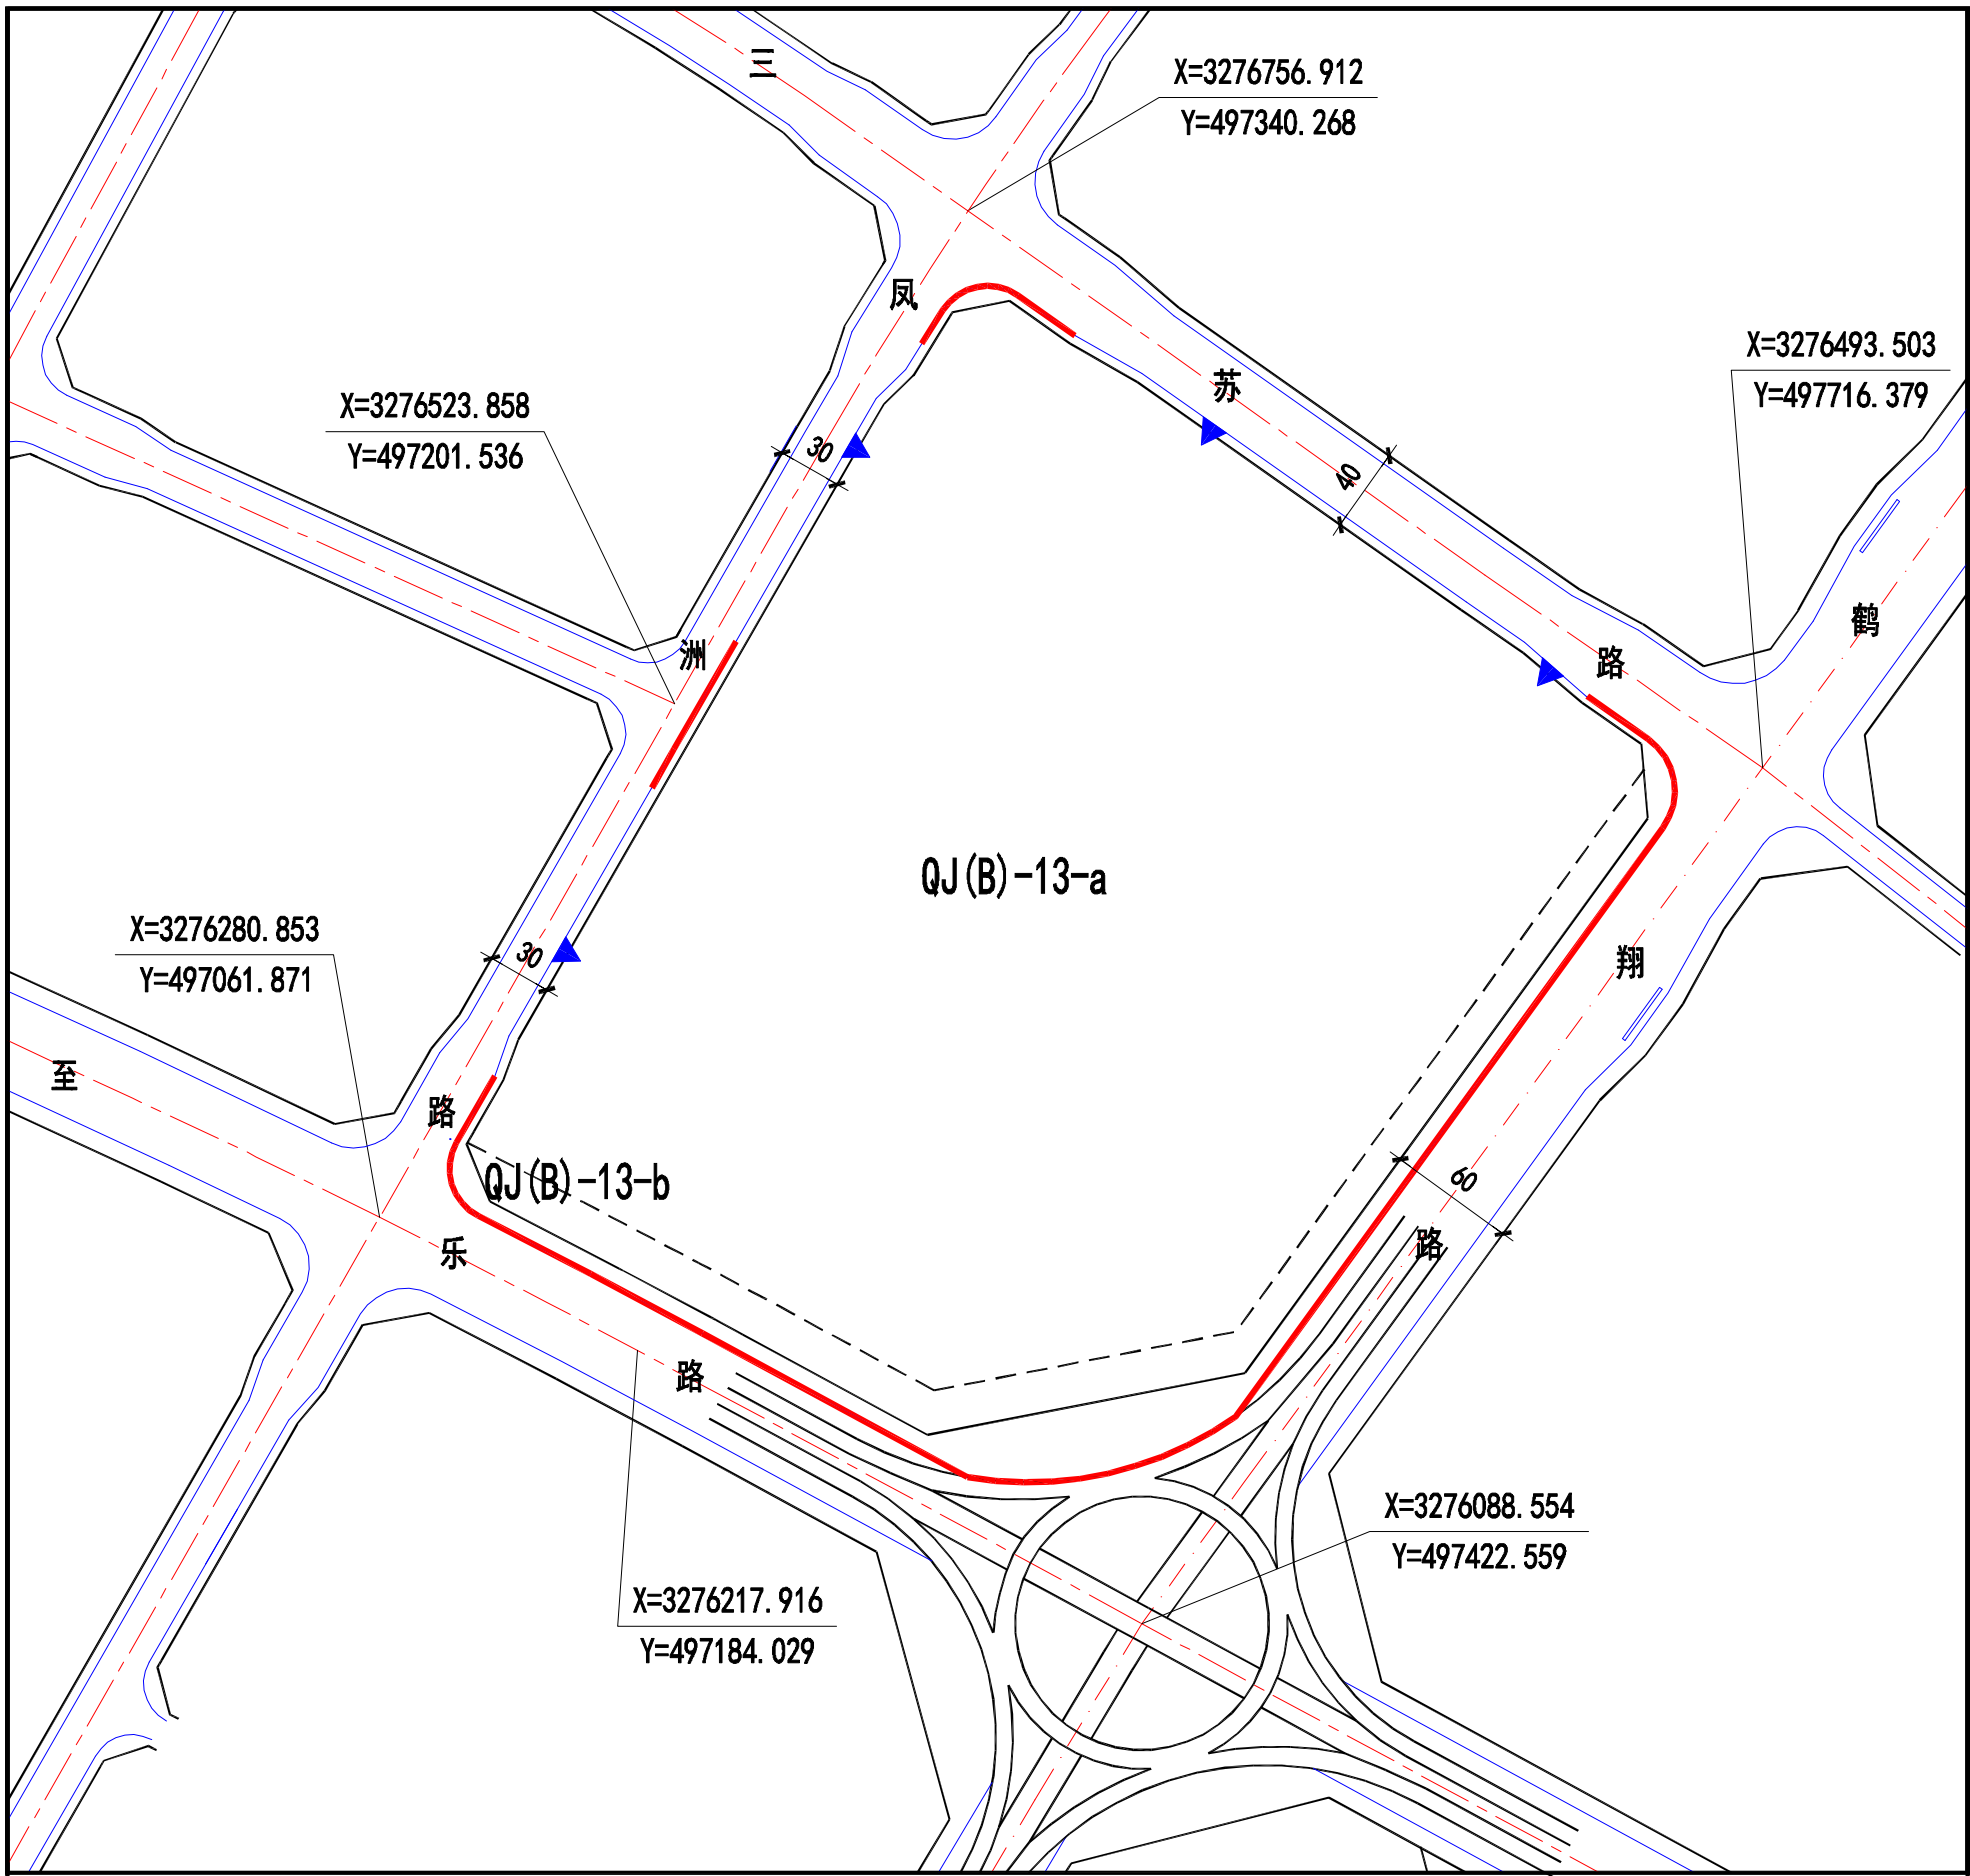 三
X=3276756.912
Y=497340.268
凤
X=3276493.503
Y=497716.379
苏
X=3276523.858
Y=497201.536
30
40
鹤
洲
路
QJ(B)-13-a
X=3276280.853
Y=497061.871
30
翔
至
路
QJ(B)-13-b
60
乐
路
路
X=3276088.554
Y=497422.559
X=3276217.916
Y=497184.029